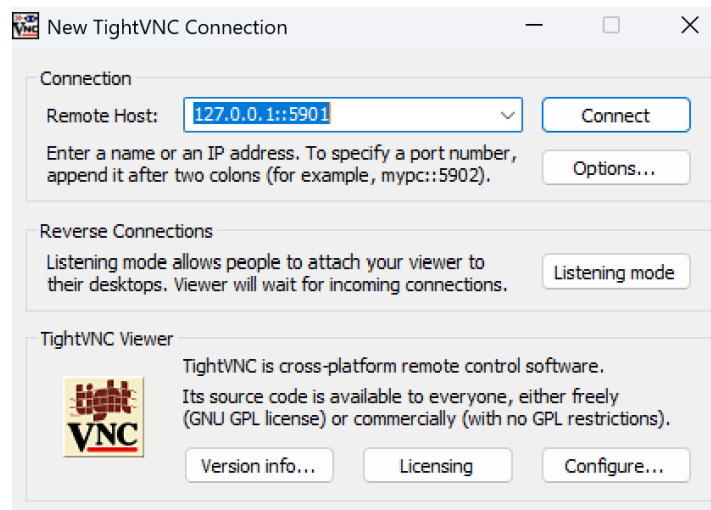 New TightVNC Connection
Connection
Remote Host:
127.0.0.1::5901
Connect
Enter a name or an IP address. To specify a port number,
append it after two colons (for example, mypc::5902).
Options...
Reverse Connections
Listening mode allows people to attach your viewer to
their desktops. Viewer will wait for incoming connections.
Listening mode
TightVNC Viewer
tight
VNC
TightVNC is cross-platform remote control software.
Its source code is available to everyone, either freely
(GNU GPL license) or commercially (with no GPL restrictions).
Version info...
Licensing
Configure...